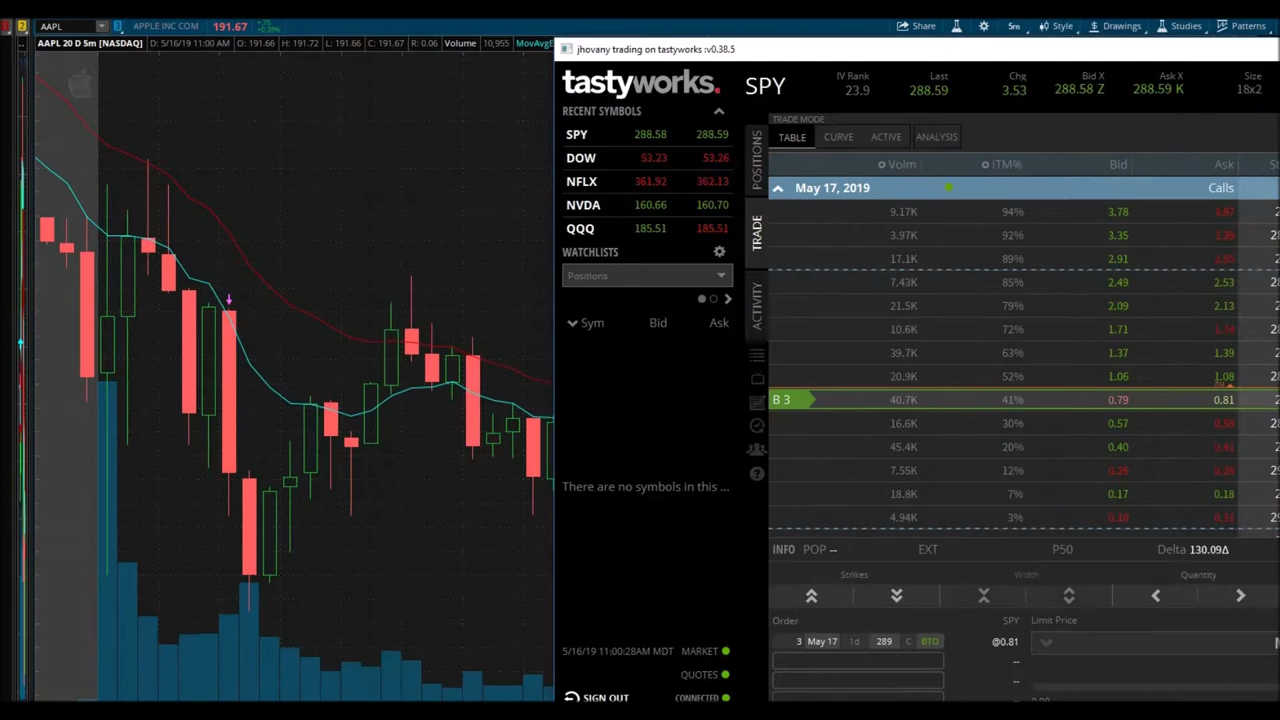 AAPL
3
APPLE INC COM
191.67
Share
5m
Style
Drawings
Studies
Patterns
AAPL 20 D 5m [NASDAQ]
D: 5/16/19 11:00 AM
O: 191.66
H: 191.72
L: 191.66
C: 191.67
R: 0.06
Volume
10,955
jhovany trading on tastyworks :v0.38.5
tastyworks.
RECENT SYMBOLS
SPY 288.58 288.59
DOW 53.23 53.26
NFLX 361.92 362.13
NVDA 160.66 160.70
QQQ 185.51 185.51
WATCHLISTS
Positions
Sym Bid Ask
There are no symbols in this ...
5/16/19 11:00:28AM MDT MARKET
QUOTES
SIGN OUT CONNECTED
POSITIONS
TRADE
ACTIVITY
SPY
IV Rank Last Chg Bid X Ask X Size
23.9 288.59 3.53 288.58 Z 288.59 K 18x2
TRADE MODE
TABLE CURVE ACTIVE ANALYSIS
Volm ITM% Bid Ask
May 17, 2019 Calls
9.17K 94% 3.78
3.97K 92% 3.35
17.1K 89% 2.91
7.43K 85% 2.49 2.53
21.5K 79% 2.09 2.13
10.6K 72% 1.71
39.7K 63% 1.37 1.39
20.9K 52% 1.06 1.08
B 3 40.7K 41% 0.79 0.81
16.6K 30% 0.57
45.4K 20% 0.40
7.55K 12%
18.8K 7% 0.17 0.18
4.94K 3% 0.10
INFO POP -- EXT P50 Delta 130.09Δ
Strikes Width Quantity
Order SPY Limit Price
3 May 17 1d 289 C BTO @0.81
--
--